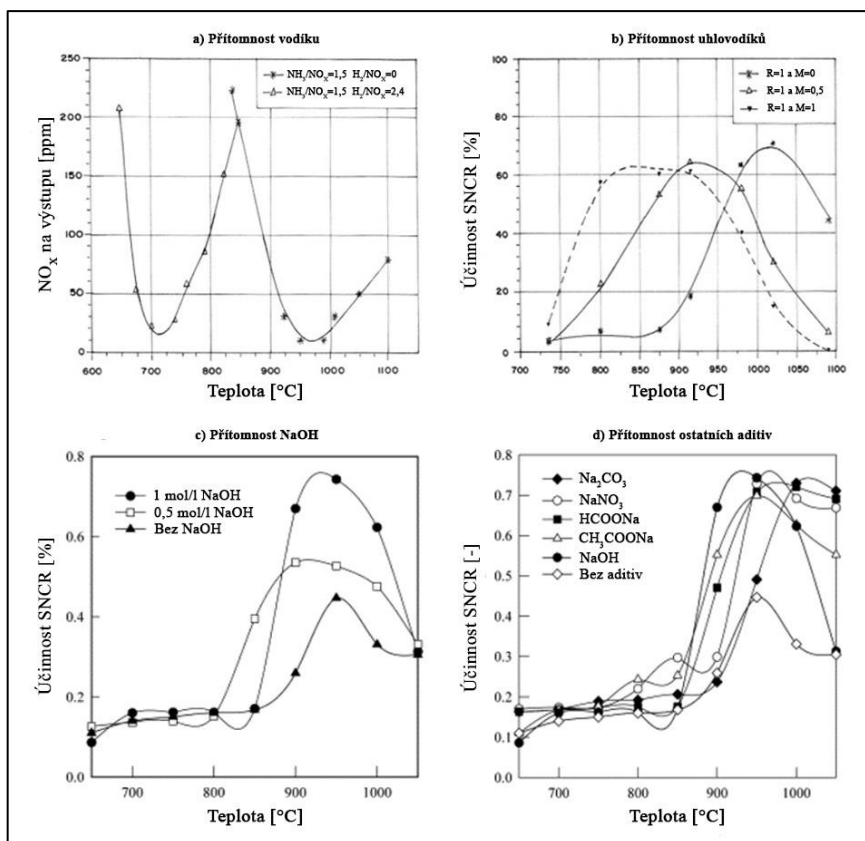 a) Přítomnost vodíku
NH₃/NOₓ=1,5 H₂/NOₓ=0
NH₃/NOₓ=1,5 H₂/NOₓ=2,4
NOₓ na výstupu [ppm]
250
200
150
100
50
0
600 700 800 900 1000 1100
Teplota [°C]
b) Přítomnost uhlovodíků
R=1 a M=0
R=1 a M=0,5
R=1 a M=1
Účinnost SNCR [%]
100
80
60
40
20
0
700 750 800 850 900 950 1000 1050 1100
Teplota [°C]
c) Přítomnost NaOH
1 mol/l NaOH
0,5 mol/l NaOH
Bez NaOH
Účinnost SNCR [%]
0.8
0.6
0.4
0.2
0.0
700 800 900 1000
Teplota [°C]
d) Přítomnost ostatních aditiv
Na₂CO₃
NaNO₃
HCOONa
CH₃COONa
NaOH
Bez aditiv
Účinnost SNCR [-]
0.8
0.7
0.6
0.5
0.4
0.3
0.2
0.1
0.0
700 800 900 1000
Teplota [°C]